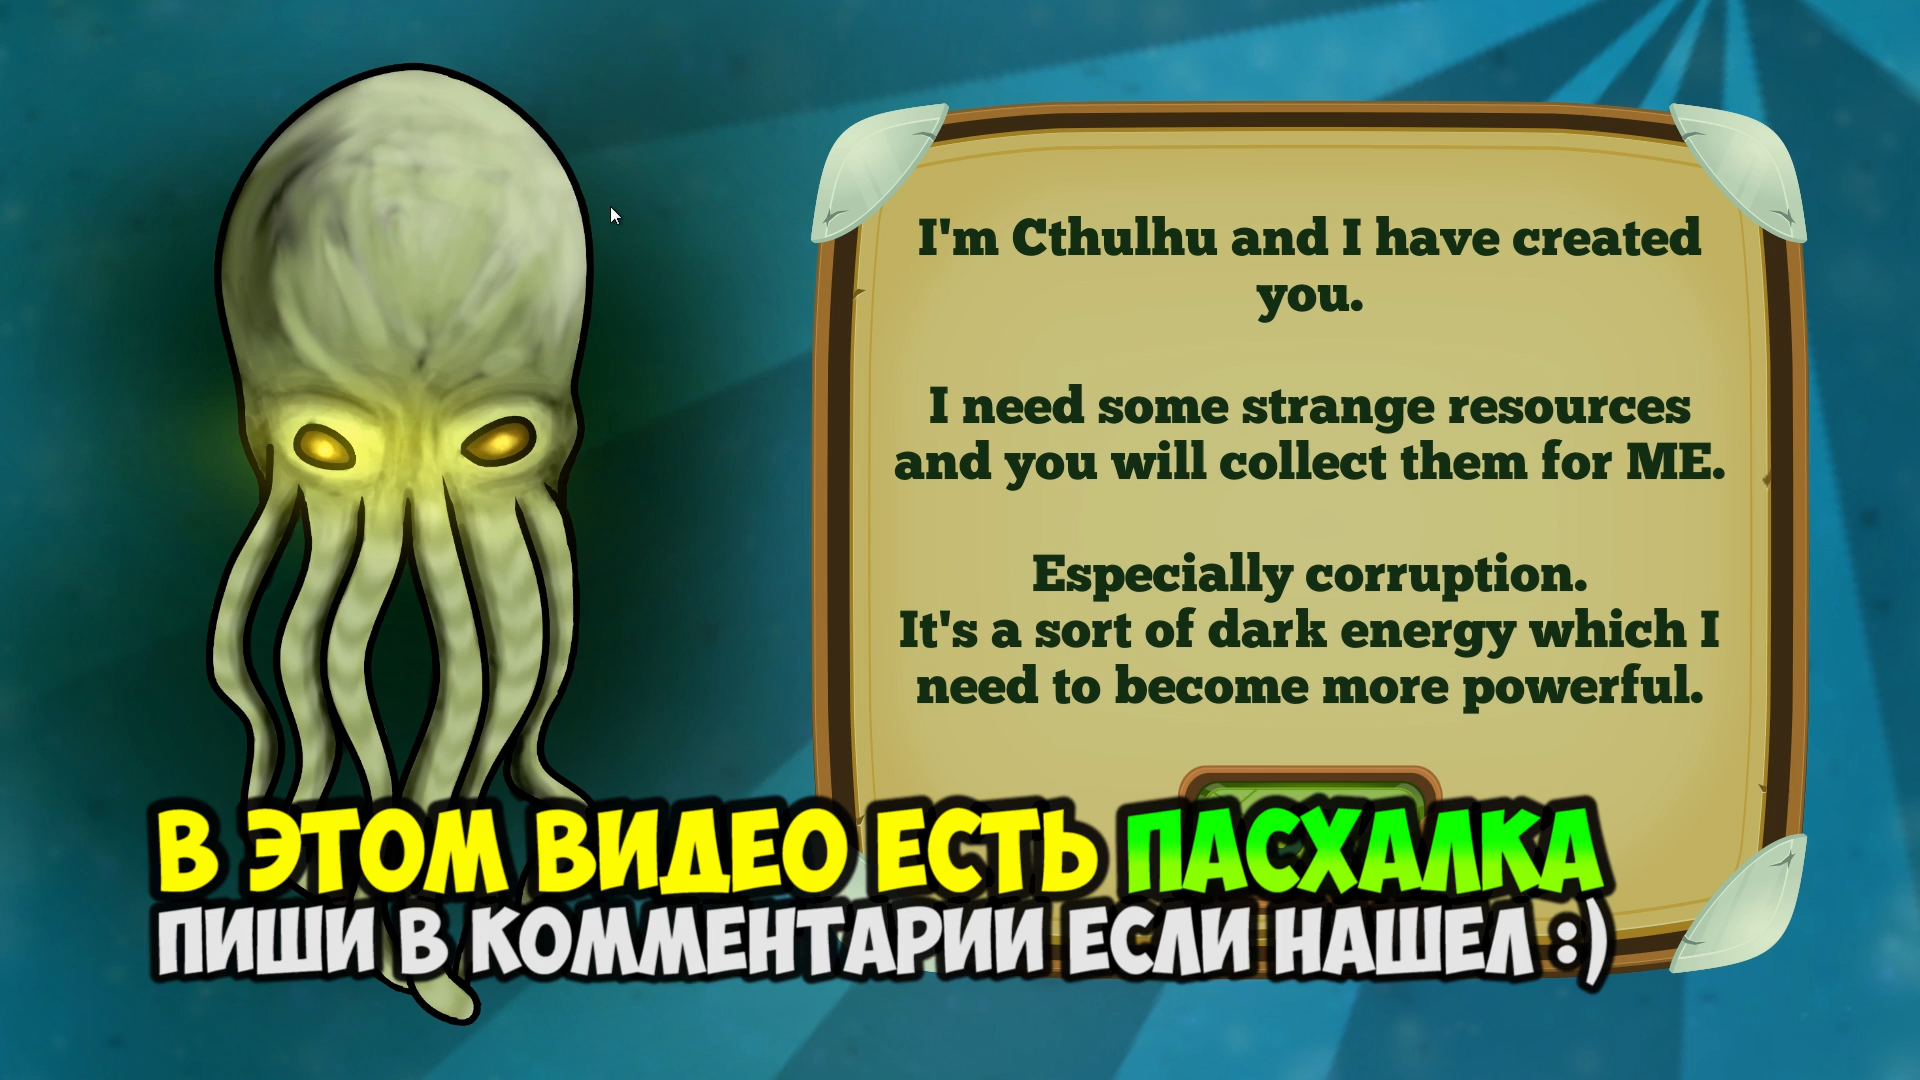 I'm Cthulhu and I have created
you.
I need some strange resources
and you will collect them for ME.
Especially corruption.
It's a sort of dark energy which I
need to become more powerful.
В ЭТОМ ВИДЕО ЕСТЬ ПАСХАЛКА
ПИШИ В КОММЕНТАРИИ ЕСЛИ НАШЕЛ :)